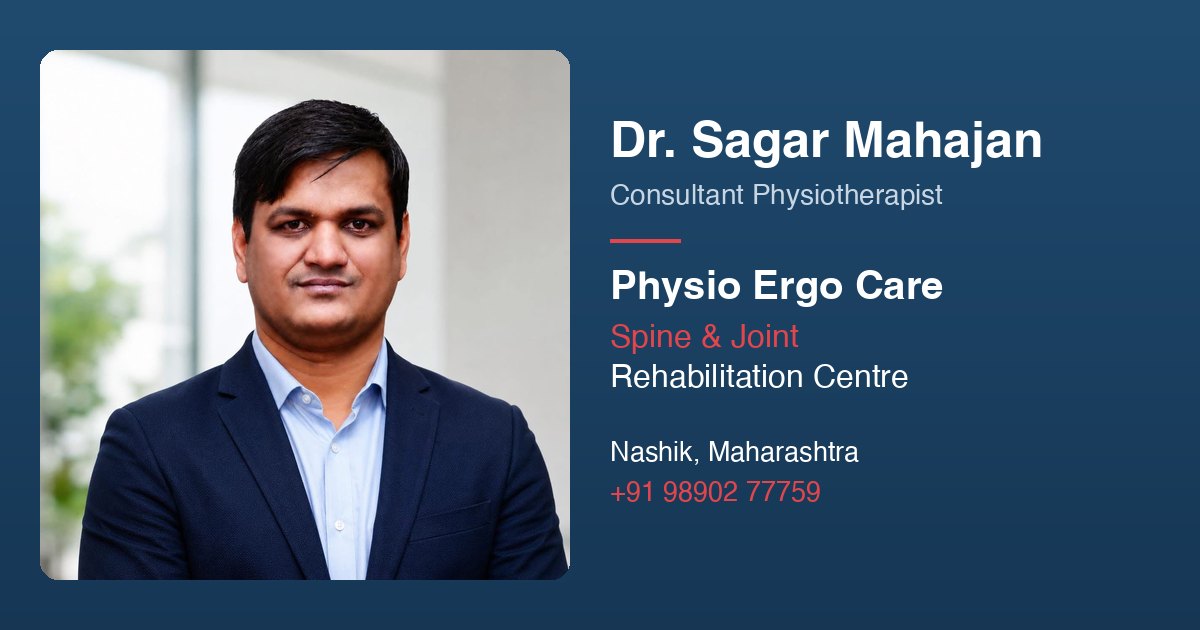 Dr. Sagar Mahajan
Consultant Physiotherapist
Physio Ergo Care
Spine & Joint
Rehabilitation Centre
Nashik, Maharashtra
+91 98902 77759